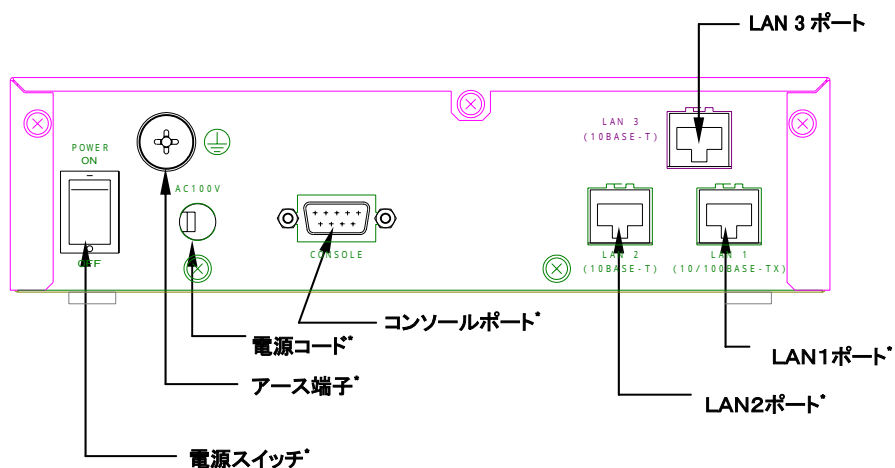 LAN 3 ポート
LAN 3
(10BASE-T)
POWER
ON
AC100V
OFF
CONSOLE
LAN 2
(10BASE-T)
LAN 1
(10/100BASE-TX)
コンソールポート*
電源コード*
LAN1ポート*
アース端子*
LAN2ポート*
電源スイッチ*